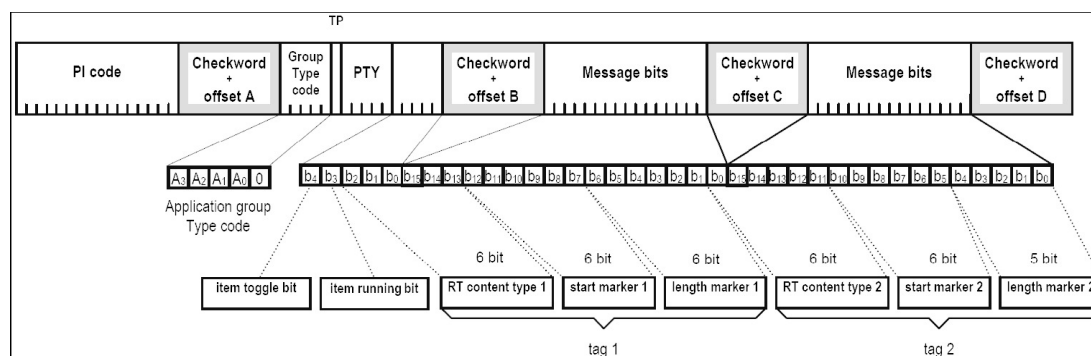 TP
PI code Checkword + offset A Group Type code PTY Checkword + offset B Message bits Checkword + offset C Message bits Checkword + offset D
A3 A2 A1 A0 0 b4 b3 b2 b1 b0 b15 b14 b13 b12 b11 b10 b9 b8 b7 b6 b5 b4 b3 b2 b1 b0 b15 b14 b13 b12 b11 b10 b9 b8 b7 b6 b5 b4 b3 b2 b1 b0
Application group
Type code
6 bit 6 bit 6 bit 6 bit 6 bit 5 bit
item toggle bit item running bit RT content type 1 start marker 1 length marker 1 RT content type 2 start marker 2 length marker 2
tag 1 tag 2